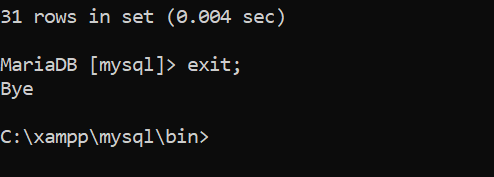 31 rows in set (0.004 sec)
MariaDB [mysql]> exit;
Bye
C:\xampp\mysql\bin>